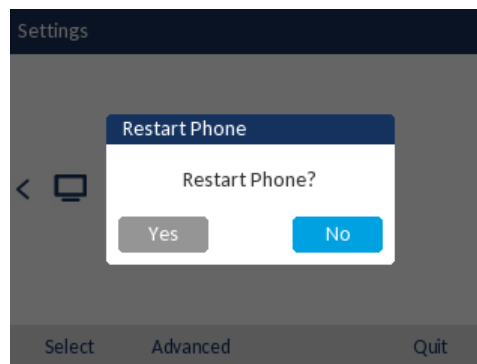 Settings
Restart Phone
Restart Phone?
Yes No
Select Advanced Quit